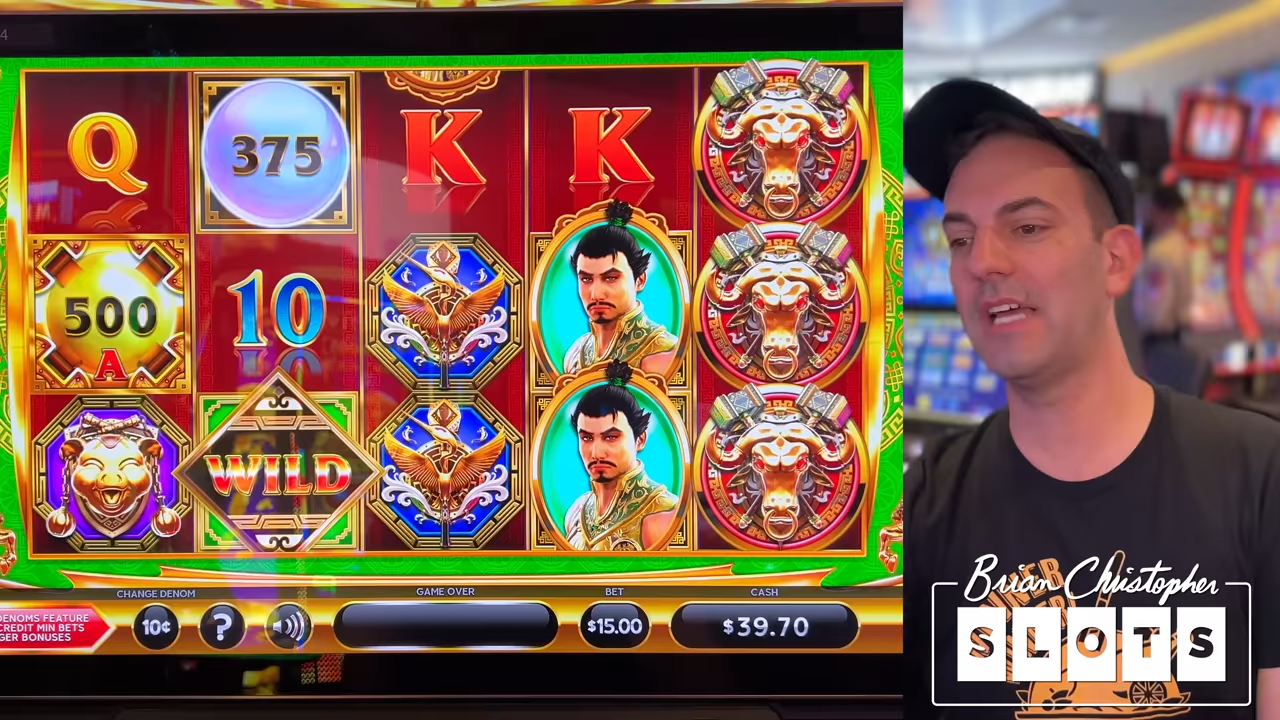 4
Q
375
K
K
500
A
10
WILD
CHANGE DENOM
GAME OVER
BET
CASH
DENOMS FEATURE
CREDIT MIN BETS
GER BONUSES
10¢
?
$15.00
$39.70
Brian Christopher
SLOTS